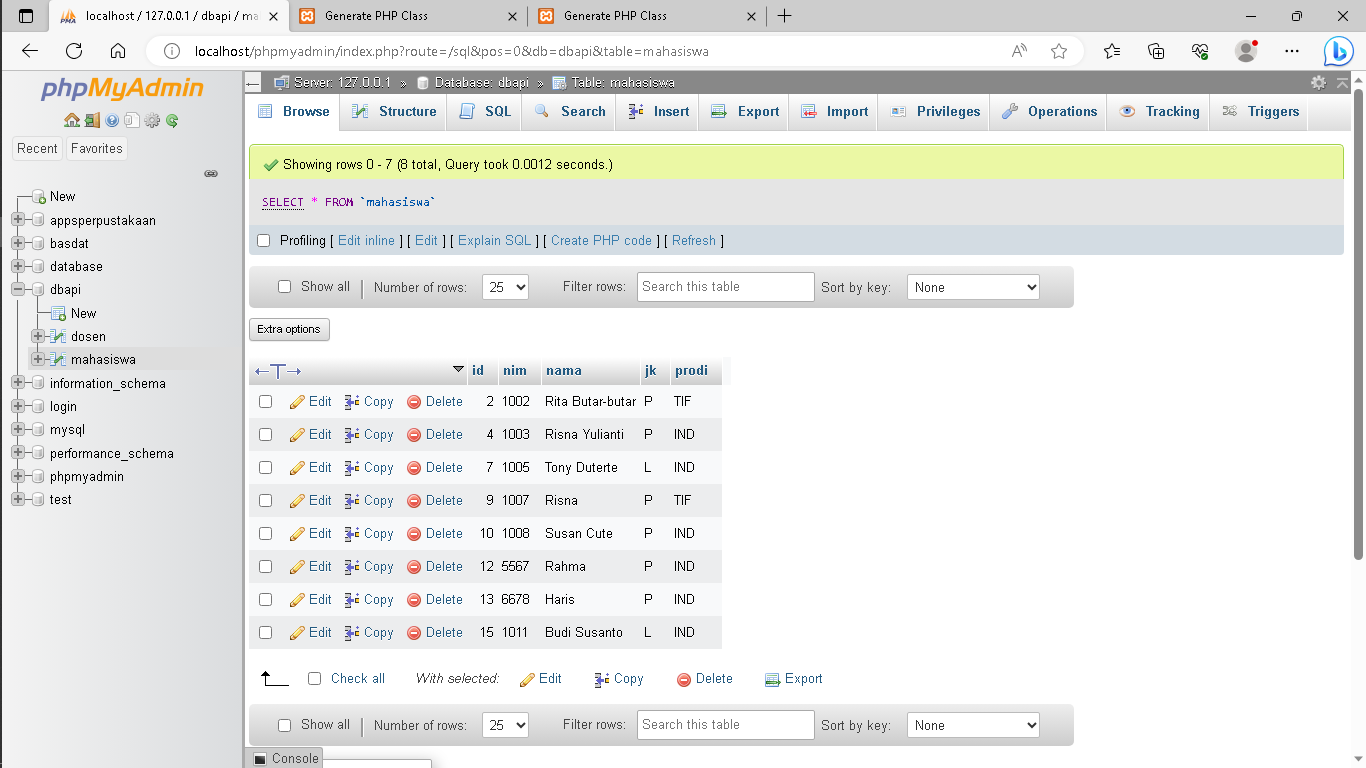 localhost / 127.0.0.1 / dbapi / ma
Generate PHP Class
Generate PHP Class
localhost/phpmyadmin/index.php?route=/sql&pos=0&db=dbapi&table=mahasiswa
phpMyAdmin
Recent Favorites
New
appsperpustakaan
basdat
database
dbapi
New
dosen
mahasiswa
information_schema
login
mysql
performance_schema
phpmyadmin
test
Server: 127.0.0.1 » Database: dbapi » Table: mahasiswa
Browse Structure SQL Search Insert Export Import Privileges Operations Tracking Triggers
Showing rows 0 - 7 (8 total, Query took 0.0012 seconds.)
SELECT * FROM `mahasiswa`
Profiling [ Edit inline ] [ Edit ] [ Explain SQL ] [ Create PHP code ] [ Refresh ]
Show all Number of rows: 25 Filter rows: Search this table Sort by key: None
Extra options
id nim nama jk prodi
Edit Copy Delete 2 1002 Rita Butar-butar P TIF
Edit Copy Delete 4 1003 Risna Yulianti P IND
Edit Copy Delete 7 1005 Tony Duterte L IND
Edit Copy Delete 9 1007 Risna P TIF
Edit Copy Delete 10 1008 Susan Cute P IND
Edit Copy Delete 12 5567 Rahma P IND
Edit Copy Delete 13 6678 Haris P IND
Edit Copy Delete 15 1011 Budi Susanto L IND
Check all With selected: Edit Copy Delete Export
Show all Number of rows: 25 Filter rows: Search this table Sort by key: None
Console